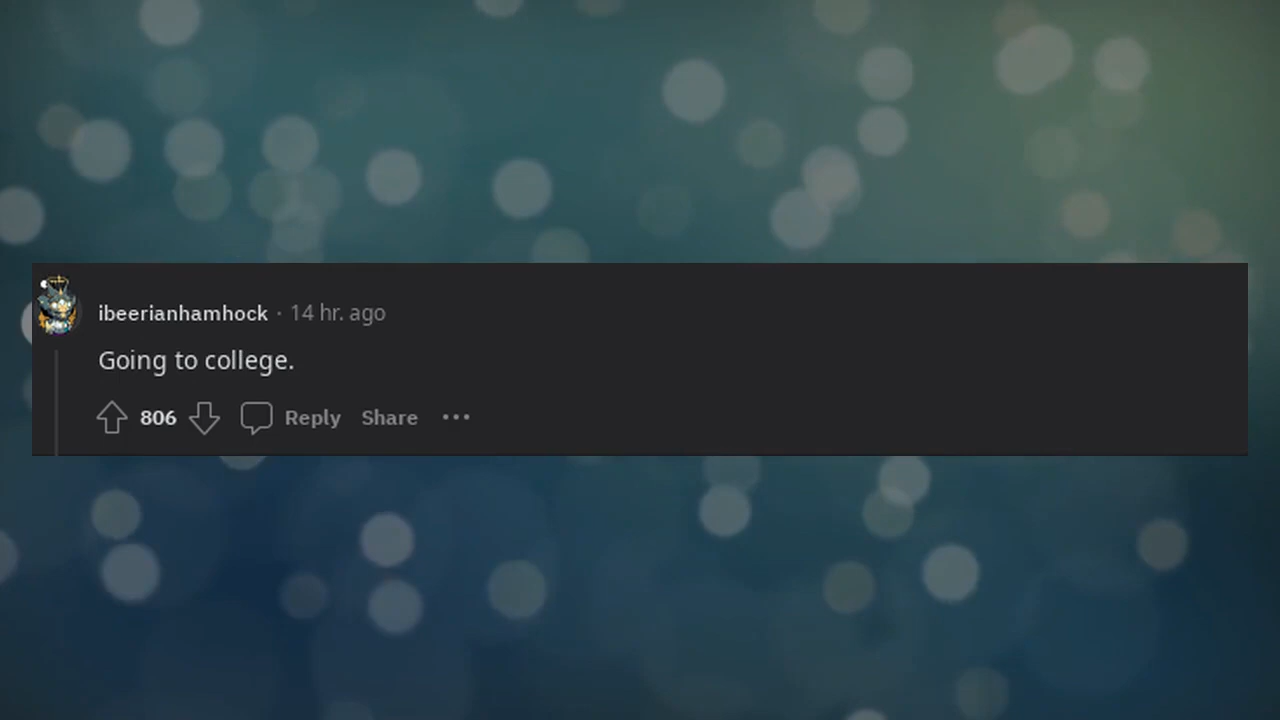 ibeerianhamhock · 14 hr. ago
Going to college.
806 Reply Share ...